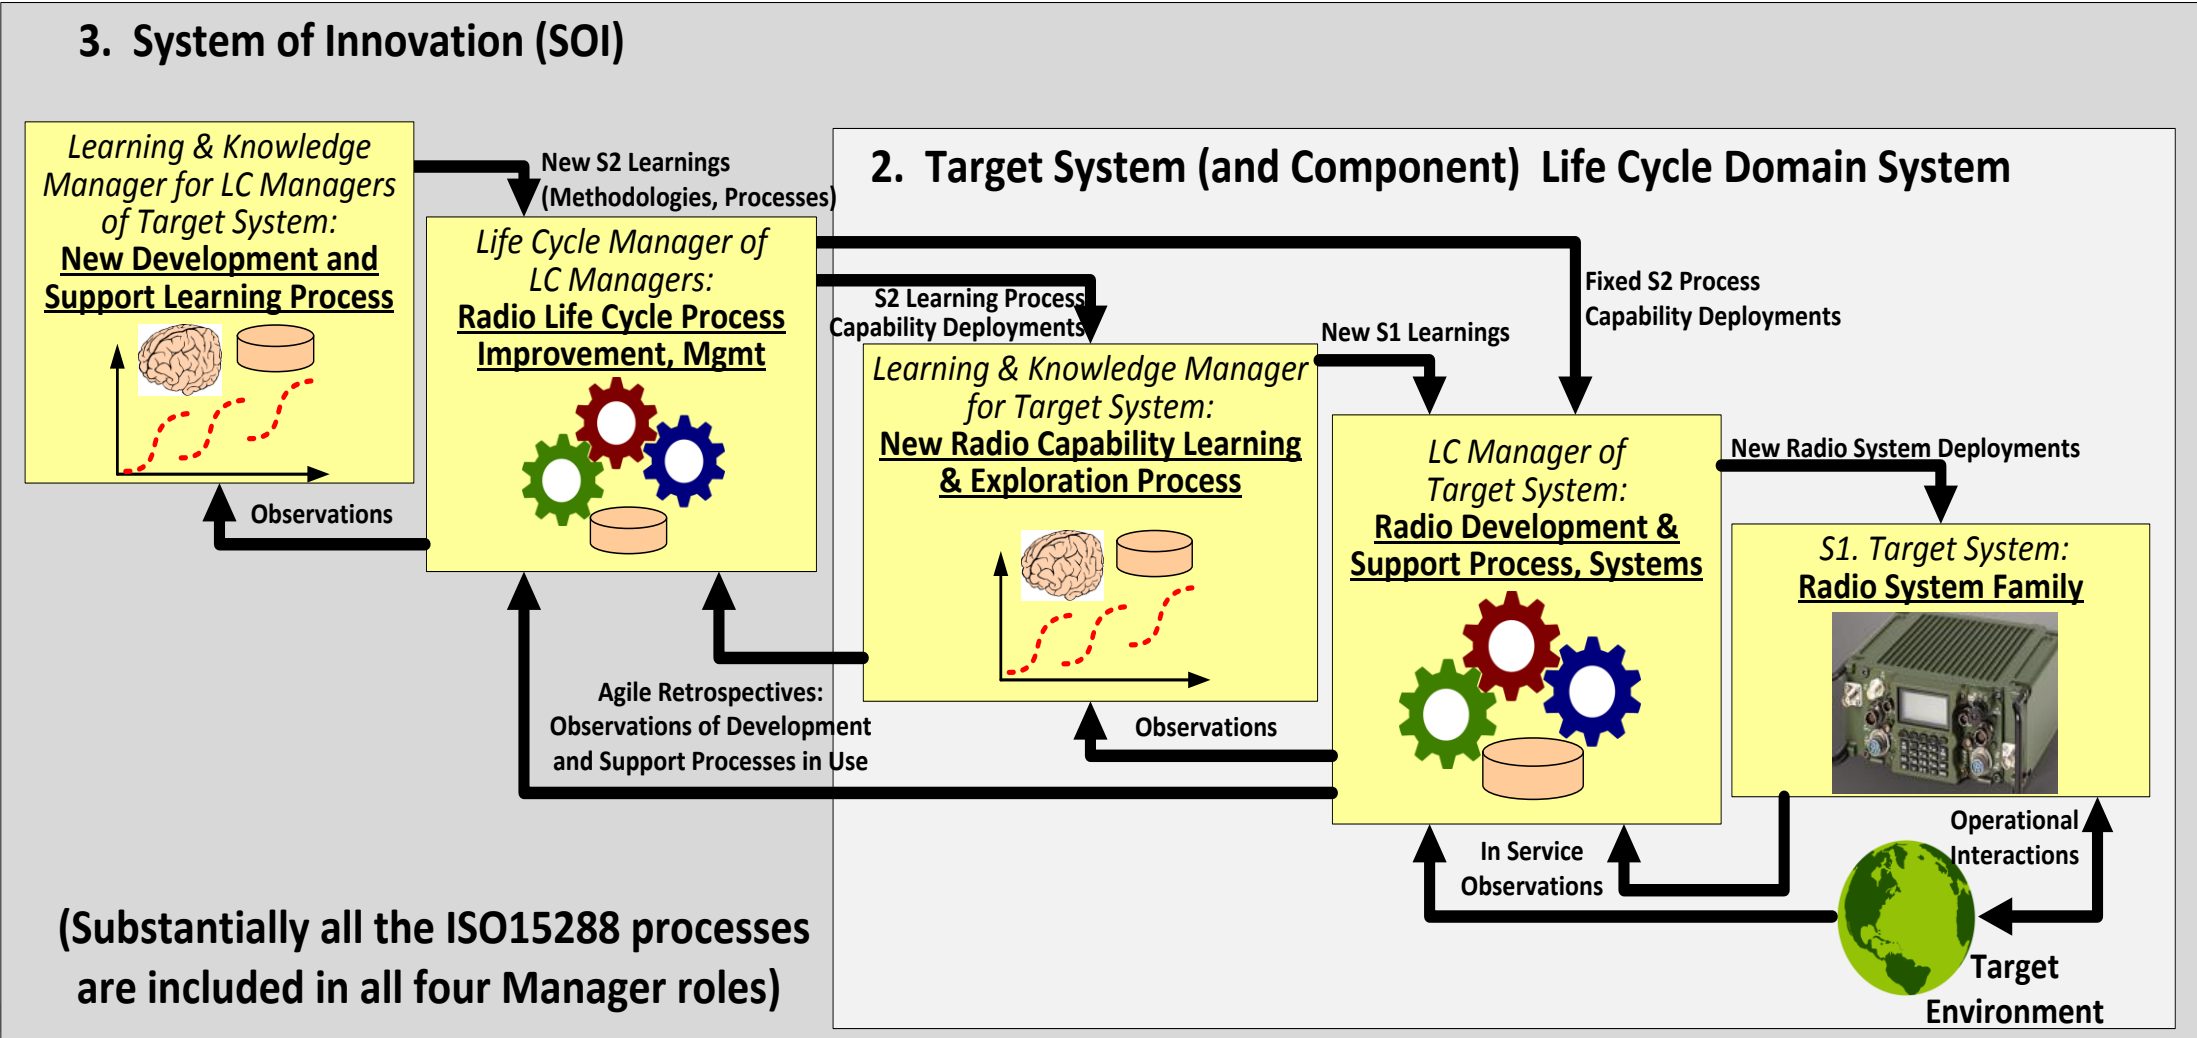 3. System of Innovation (SOI)
Learning & Knowledge
Manager for LC Managers
of Target System:
New Development and
Support Learning Process
New S2 Learnings
(Methodologies, Processes)
2. Target System (and Component) Life Cycle Domain System
Life Cycle Manager of
LC Managers:
Radio Life Cycle Process
Improvement, Mgmt
S2 Learning Process
Capability Deployments
Fixed S2 Process
Capability Deployments
New S1 Learnings
Learning & Knowledge Manager
for Target System:
New Radio Capability Learning
& Exploration Process
LC Manager of
Target System:
Radio Development &
Support Process, Systems
New Radio System Deployments
S1. Target System:
Radio System Family
Observations
Agile Retrospectives:
Observations of Development
and Support Processes in Use
Observations
In Service
Observations
Operational
Interactions
Target
Environment
(Substantially all the ISO15288 processes
are included in all four Manager roles)